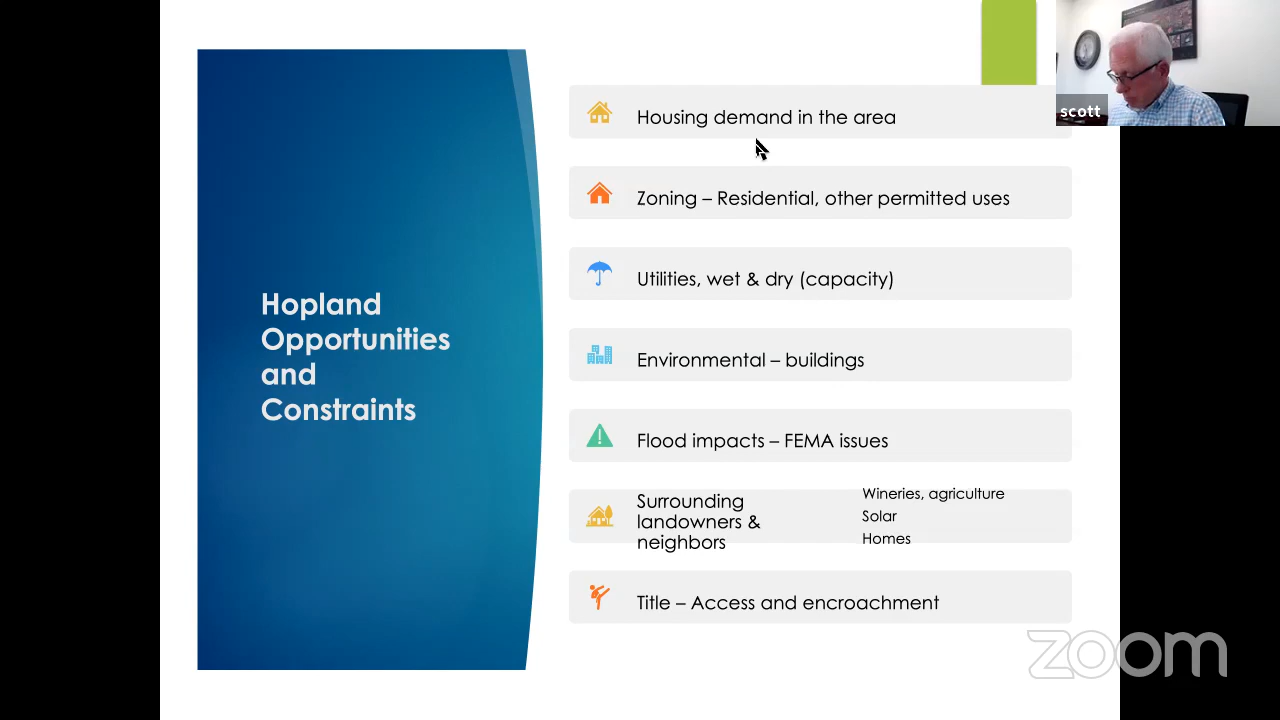 Hopland
Opportunities
and
Constraints
Housing demand in the area
Zoning – Residential, other permitted uses
Utilities, wet & dry (capacity)
Environmental – buildings
Flood impacts – FEMA issues
Surrounding
landowners &
neighbors
Wineries, agriculture
Solar
Homes
Title – Access and encroachment
scott
zoom